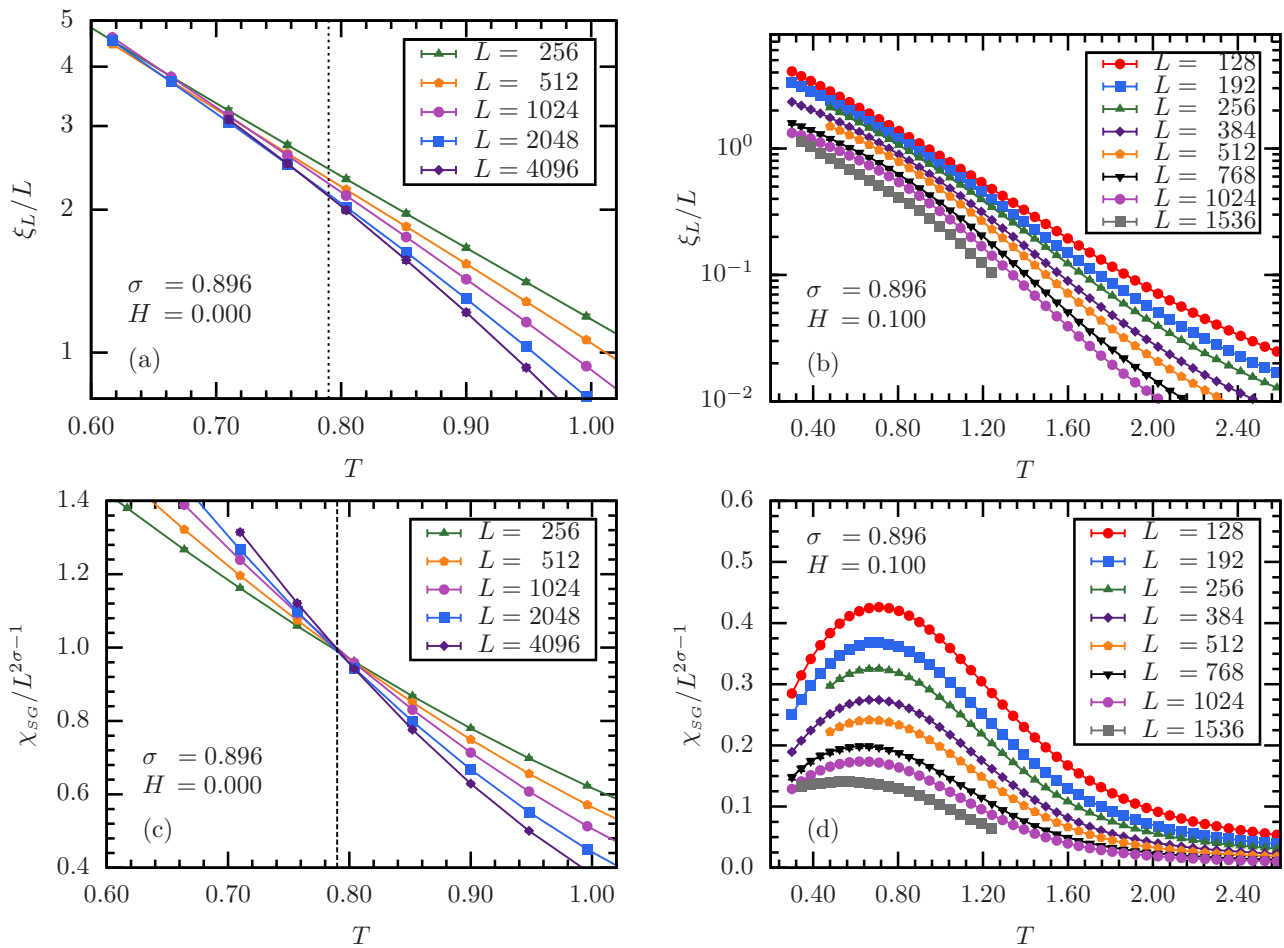 5
4
3
2
1
0.60 0.70 0.80 0.90 1.00
T
ξ_L/L
L = 256
L = 512
L = 1024
L = 2048
L = 4096
σ = 0.896
H = 0.000
(a)
10^0
10^−1
10^−2
0.40 0.80 1.20 1.60 2.00 2.40
T
ξ_L/L
L = 128
L = 192
L = 256
L = 384
L = 512
L = 768
L = 1024
L = 1536
σ = 0.896
H = 0.100
(b)
1.4
1.2
1.0
0.8
0.6
0.4
0.60 0.70 0.80 0.90 1.00
T
χ_SG/L^2σ−1
L = 256
L = 512
L = 1024
L = 2048
L = 4096
σ = 0.896
H = 0.000
(c)
0.6
0.5
0.4
0.3
0.2
0.1
0.0
0.40 0.80 1.20 1.60 2.00 2.40
T
χ_SG/L^2σ−1
σ = 0.896
H = 0.100
L = 128
L = 192
L = 256
L = 384
L = 512
L = 768
L = 1024
L = 1536
(d)